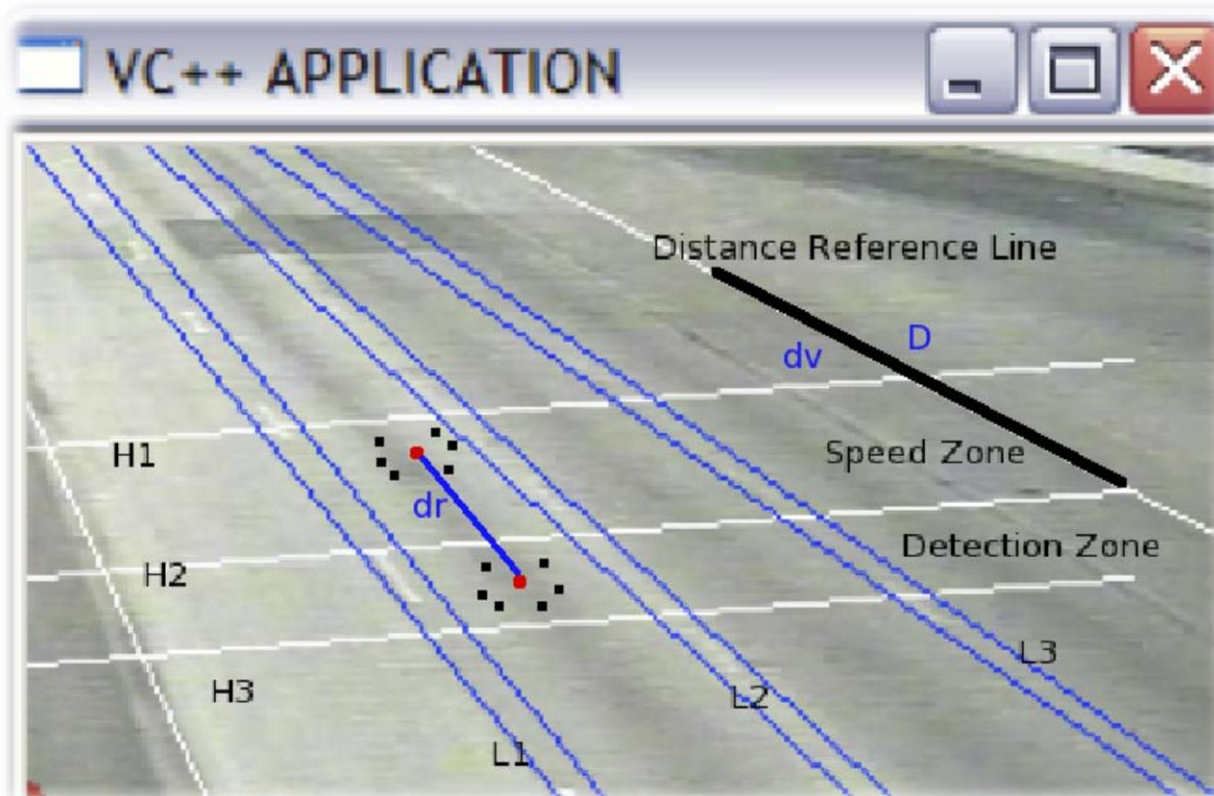 VC++ APPLICATION
Distance Reference Line
D
dv
H1
Speed Zone
dr
Detection Zone
H2
L3
H3
L2
L1